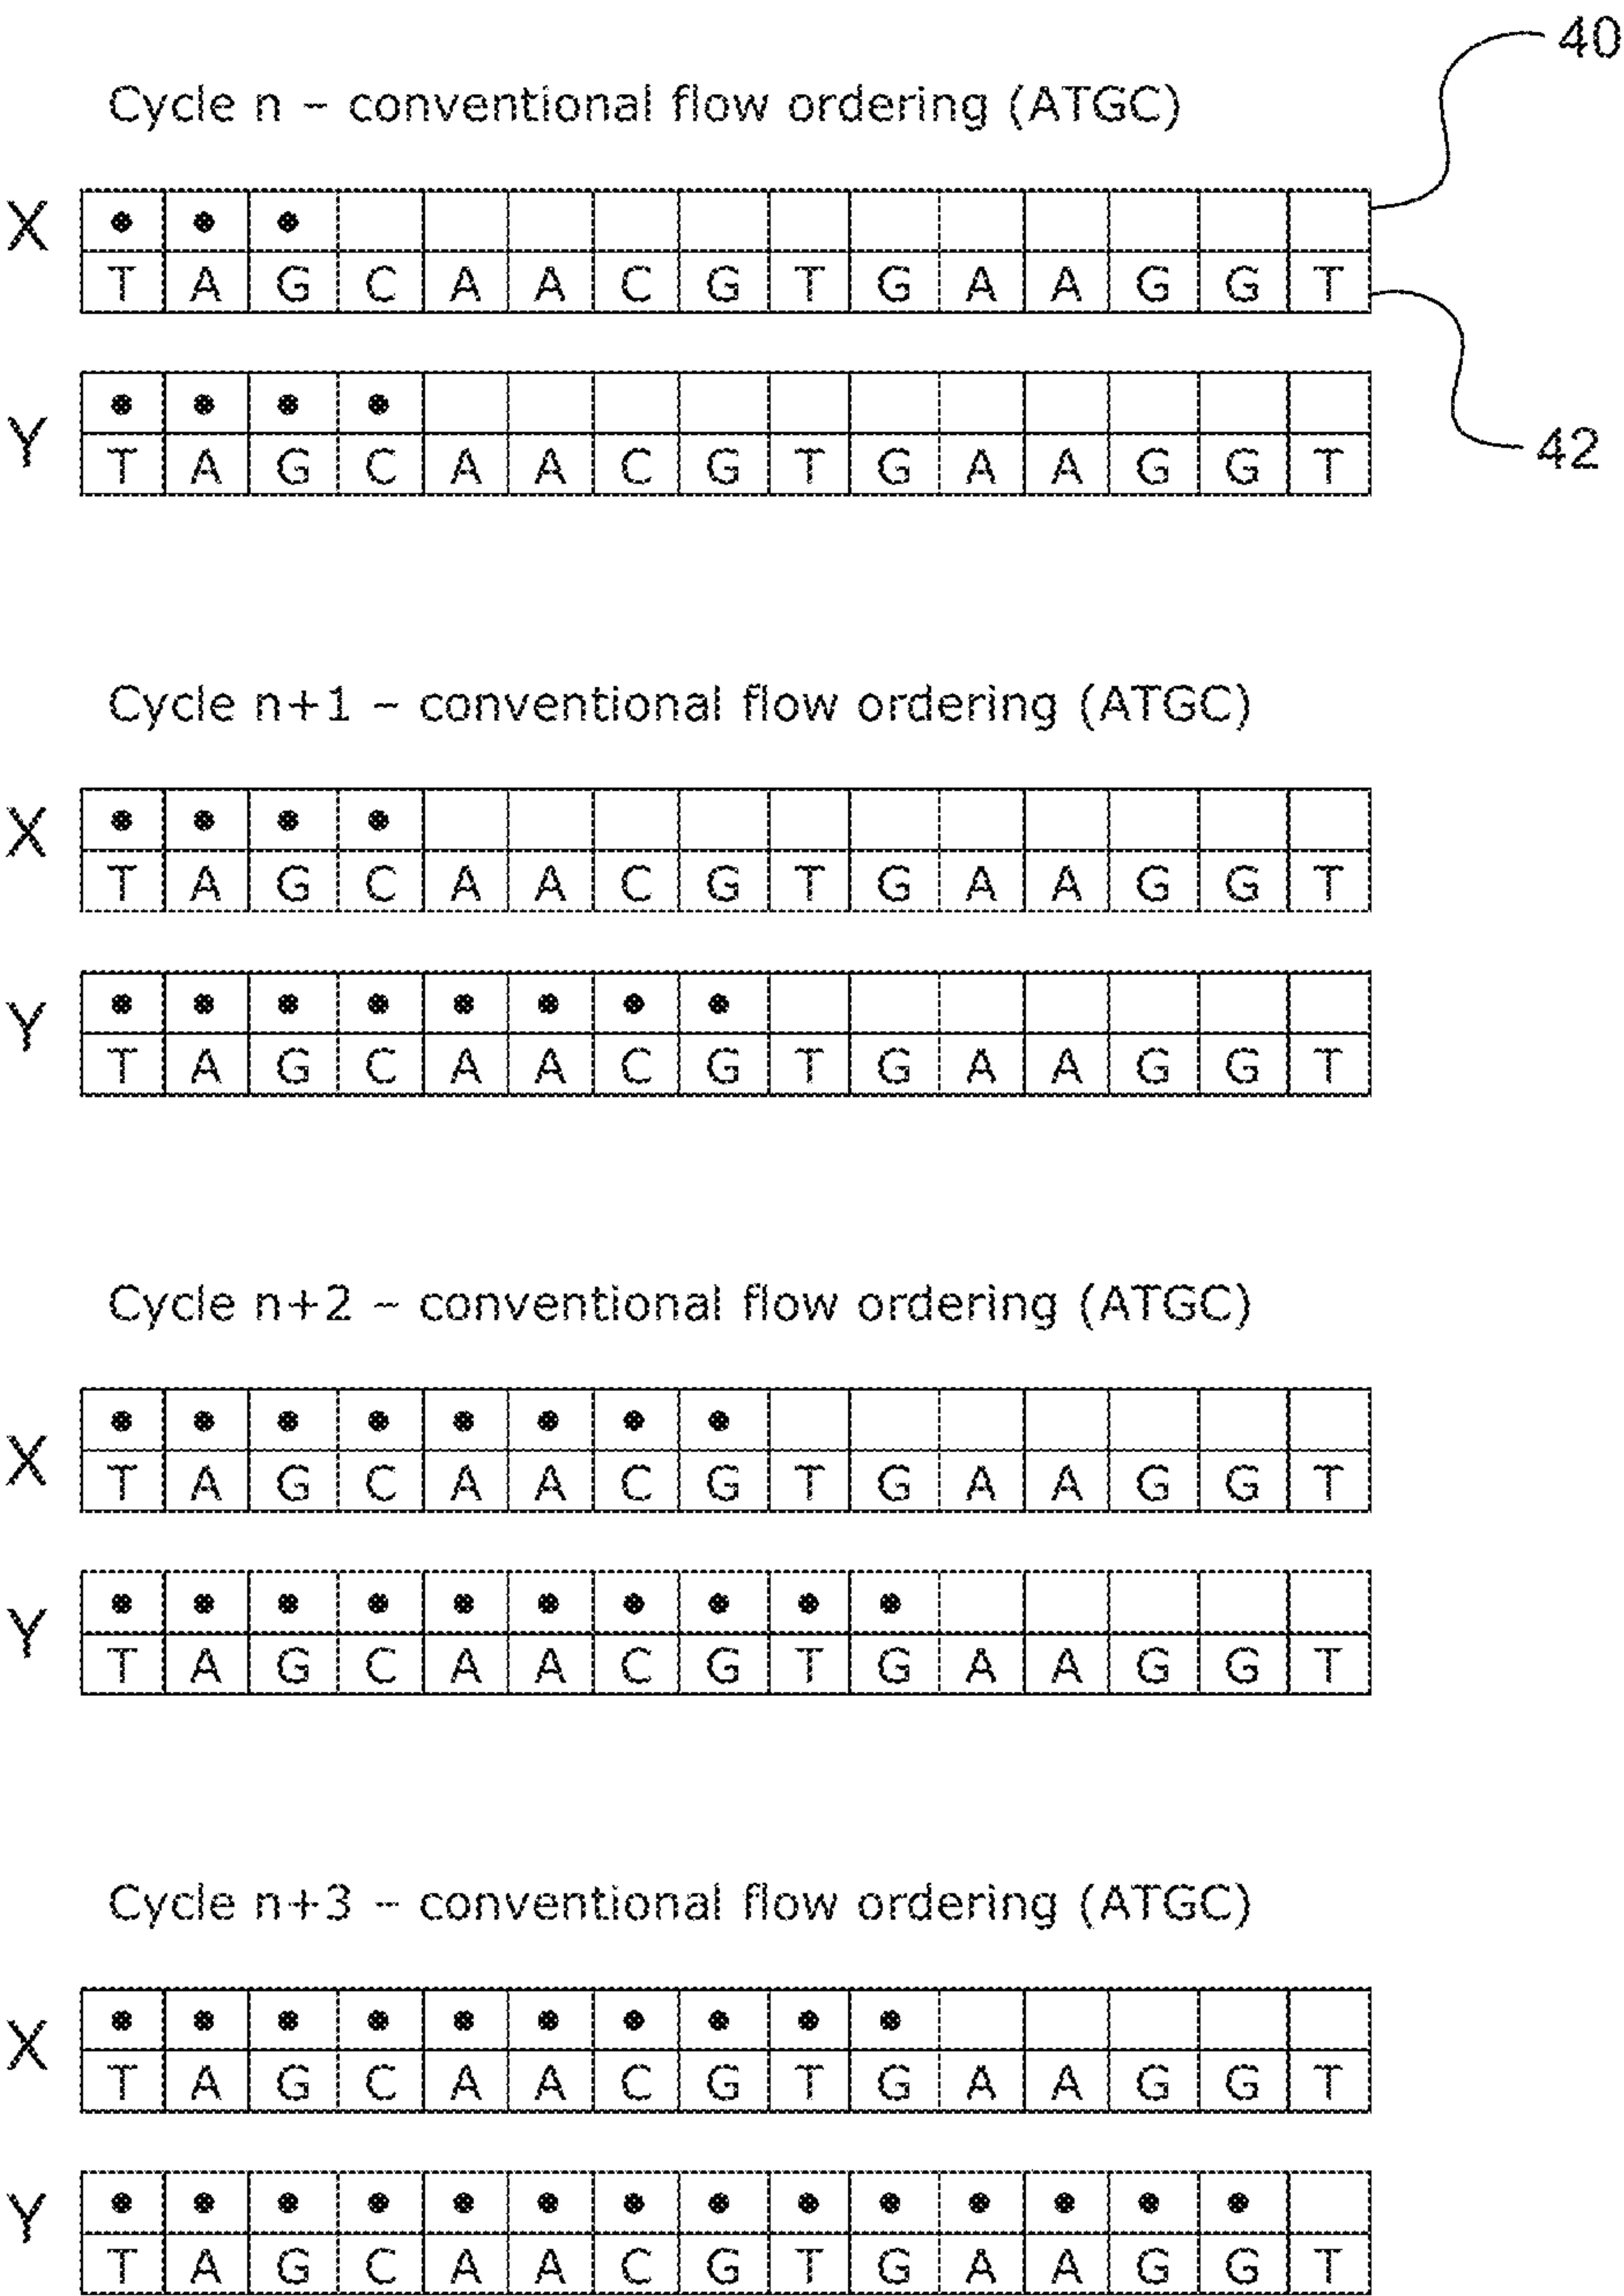 40
Cycle n – conventional flow ordering (ATGC)
X
T A G C A A C G T G A A G G T
Y
T A G C A A C G T G A A G G T
42
Cycle n+1 – conventional flow ordering (ATGC)
X
T A G C A A C G T G A A G G T
Y
T A G C A A C G T G A A G G T
Cycle n+2 – conventional flow ordering (ATGC)
X
T A G C A A C G T G A A G G T
Y
T A G C A A C G T G A A G G T
Cycle n+3 – conventional flow ordering (ATGC)
X
T A G C A A C G T G A A G G T
Y
T A G C A A C G T G A A G G T